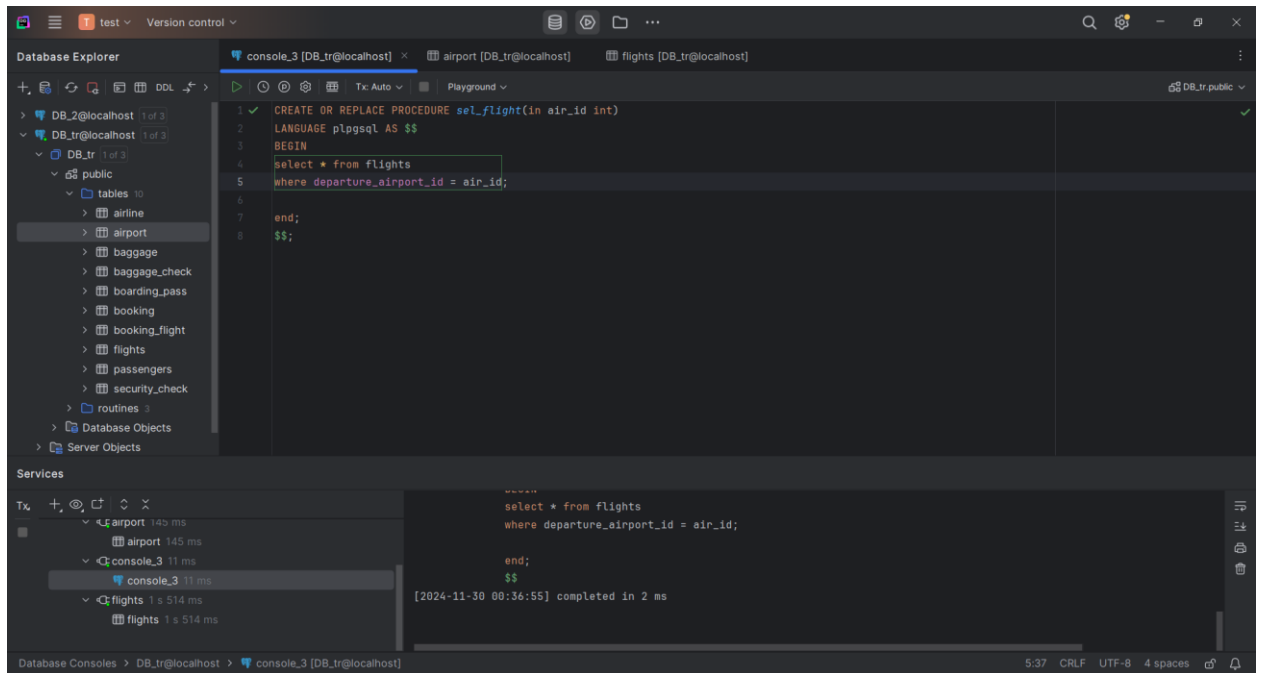 T test Version control
Database Explorer
console_3 [DB_tr@localhost] airport [DB_tr@localhost] flights [DB_tr@localhost]
DDL Tx: Auto Playground DB_tr.public
DB_2@localhost 1 of 3
DB_tr@localhost 1 of 3
DB_tr 1 of 3
public
tables 10
airline
airport
baggage
baggage_check
boarding_pass
booking
booking_flight
flights
passengers
security_check
routines 3
Database Objects
Server Objects
1 CREATE OR REPLACE PROCEDURE sel_flight(in air_id int)
2 LANGUAGE plpgsql AS $$
3 BEGIN
4 select * from flights
5 where departure_airport_id = air_id;
6
7 end;
8 $$;
Services
Tx
airport 145 ms
airport 145 ms
console_3 11 ms
console_3 11 ms
flights 1 s 514 ms
flights 1 s 514 ms
BEGIN
select * from flights
where departure_airport_id = air_id;
end;
$$
[2024-11-30 00:36:55] completed in 2 ms
Database Consoles > DB_tr@localhost > console_3 [DB_tr@localhost] 5:37 CRLF UTF-8 4 spaces